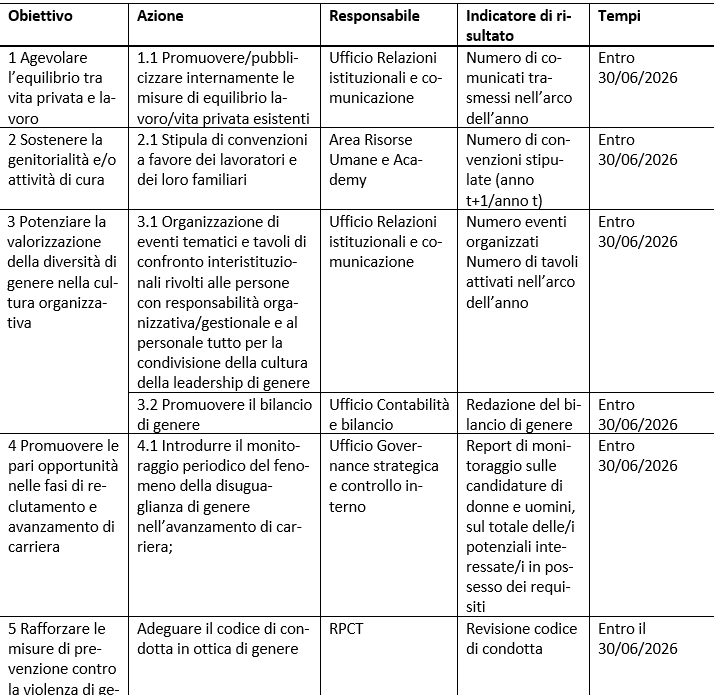 Obiettivo
Azione
Responsabile
Indicatore di ri-
sultato
Tempi
1 Agevolare
l’equilibrio tra
vita privata e la-
voro
1.1 Promuovere/pubbli-
cizzare internamente le
misure di equilibrio la-
voro/vita privata esistenti
Ufficio Relazioni
istituzionali e co-
municazione
Numero di co-
municati tra-
smessi nell’arco
dell’anno
Entro
30/06/2026
2 Sostenere la
genitorialità e/o
attività di cura
2.1 Stipula di convenzioni
a favore dei lavoratori e
dei loro familiari
Area Risorse
Umane e Aca-
demy
Numero di con-
venzioni stipu-
late (anno
t+1/anno t)
Entro
30/06/2026
3 Potenziare la
valorizzazione
della diversità di
genere nella cul-
tura organizza-
tiva
3.1 Organizzazione di
eventi tematici e tavoli di
confronto interistituzio-
nali rivolti alle persone
con responsabilità orga-
nizzativa/gestionale e al
personale tutto per la
condivisione della cultura
della leadership di genere
Ufficio Relazioni
istituzionali e co-
municazione
Numero eventi
organizzati
Numero di tavoli
attivati nell’arco
dell’anno
Entro
30/06/2026
3.2 Promuovere il bilancio
di genere
Ufficio Contabilità
e bilancio
Redazione del bi-
lancio di genere
Entro
30/06/2026
4 Promuovere le
pari opportunità
nelle fasi di re-
clutamento e
avanzamento di
carriera
4.1 Introdurre il monito-
raggio periodico del feno-
meno della disugua-
glianza di genere
nell’avanzamento di car-
riera;
Ufficio Gover-
nance strategica
e controllo in-
terno
Report di moni-
toraggio sulle
candidature di
donne e uomini,
sul totale delle/i
potenziali inte-
ressate/i in pos-
sesso dei requi-
siti
Entro
30/06/2026
5 Rafforzare le
misure di pre-
venzione contro
la violenza di ge-
Adeguare il codice di con-
dotta in ottica di genere
RPCT
Revisione codice
di condotta
Entro il
30/06/2026